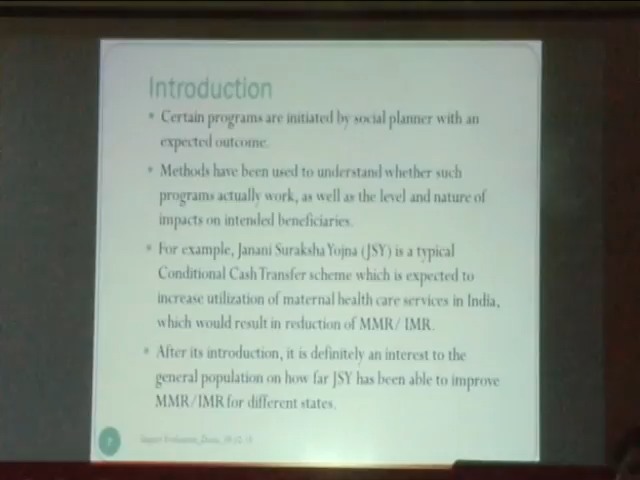 Introduction
• Certain programs are initiated by social planner with an
expected outcome.
• Methods have been used to understand whether such
programs actually work, as well as the level and nature of
impacts on intended beneficiaries.
• For example, Janani Suraksha Yojna (JSY) is a typical
Conditional Cash Transfer scheme which is expected to
increase utilization of maternal health care services in India,
which would result in reduction of MMR/ IMR.
• After its introduction, it is definitely an interest to the
general population on how far JSY has been able to improve
MMR/IMR for different states.